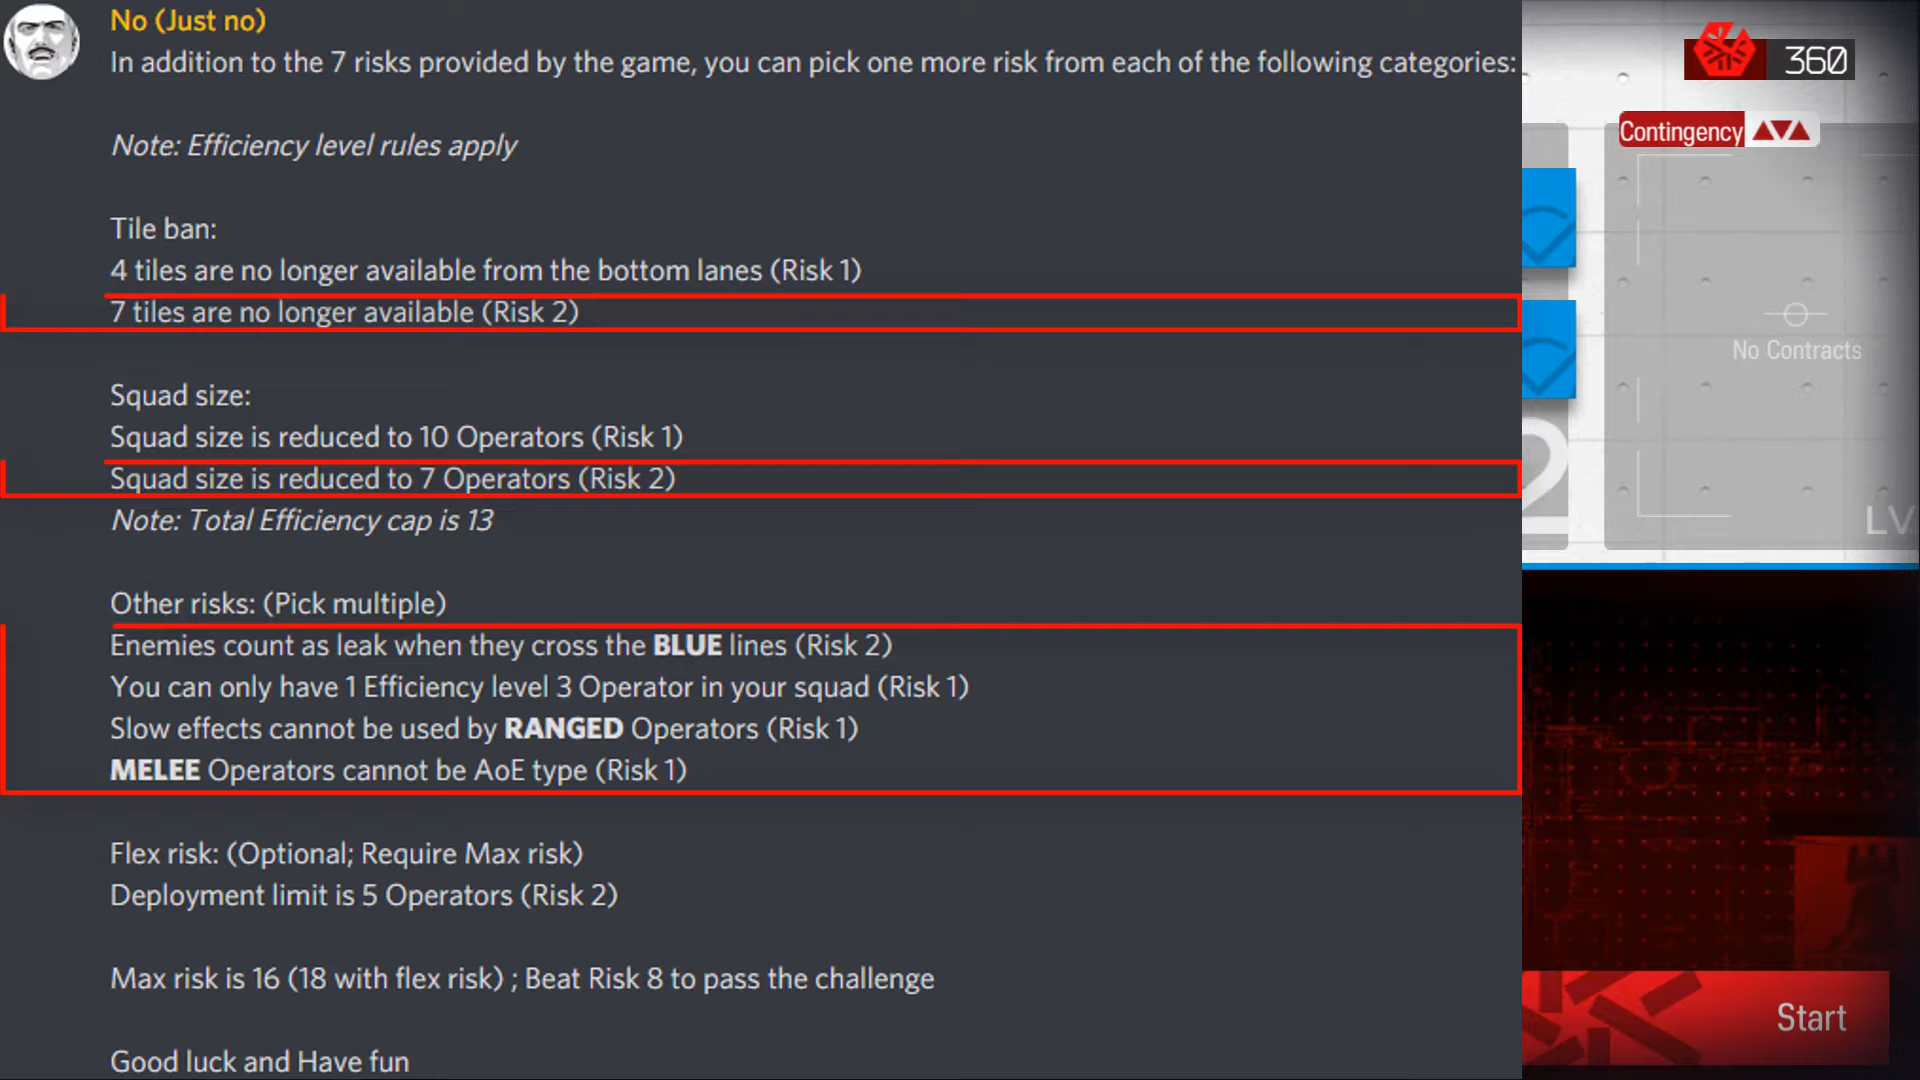 No (Just no)
In addition to the 7 risks provided by the game, you can pick one more risk from each of the following categories:
Note: Efficiency level rules apply
Tile ban:
4 tiles are no longer available from the bottom lanes (Risk 1)
7 tiles are no longer available (Risk 2)
Squad size:
Squad size is reduced to 10 Operators (Risk 1)
Squad size is reduced to 7 Operators (Risk 2)
Note: Total Efficiency cap is 13
Other risks: (Pick multiple)
Enemies count as leak when they cross the BLUE lines (Risk 2)
You can only have 1 Efficiency level 3 Operator in your squad (Risk 1)
Slow effects cannot be used by RANGED Operators (Risk 1)
MELEE Operators cannot be AoE type (Risk 1)
Flex risk: (Optional; Require Max risk)
Deployment limit is 5 Operators (Risk 2)
Max risk is 16 (18 with flex risk) ; Beat Risk 8 to pass the challenge
Good luck and Have fun
360
Contingency
No Contracts
2
LV
Start